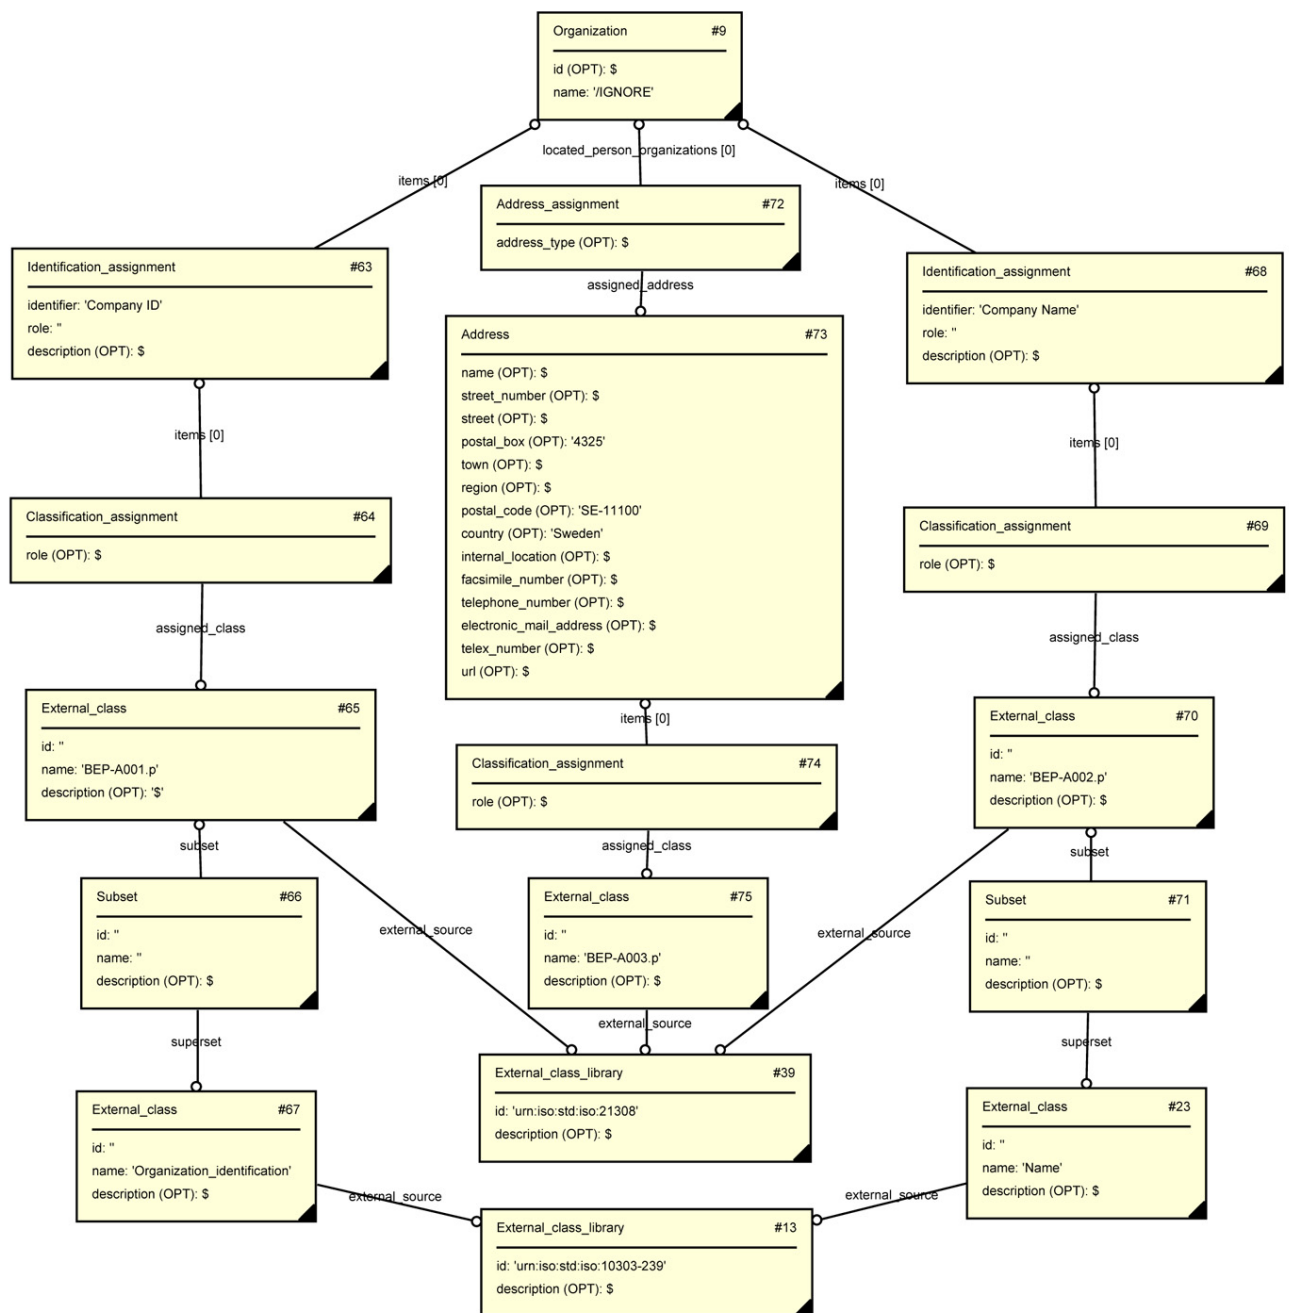 Organization #9
id (OPT): $
name: '/IGNORE'
located_person_organizations [0]
items [0]
items [0]
Address_assignment #72
address_type (OPT): $
Identification_assignment #63
identifier: 'Company ID'
role: ''
description (OPT): $
Identification_assignment #68
identifier: 'Company Name'
role: ''
description (OPT): $
assigned_address
Address #73
name (OPT): $
street_number (OPT): $
street (OPT): $
postal_box (OPT): '4325'
town (OPT): $
region (OPT): $
postal_code (OPT): 'SE-11100'
country (OPT): 'Sweden'
internal_location (OPT): $
facsimile_number (OPT): $
telephone_number (OPT): $
electronic_mail_address (OPT): $
telex_number (OPT): $
url (OPT): $
items [0]
items [0]
Classification_assignment #64
role (OPT): $
Classification_assignment #69
role (OPT): $
assigned_class
assigned_class
External_class #65
id: ''
name: 'BEP-A001.p'
description (OPT): '$'
items [0]
Classification_assignment #74
role (OPT): $
External_class #70
id: ''
name: 'BEP-A002.p'
description (OPT): $
subset
assigned_class
subset
Subset #66
id: ''
name: ''
description (OPT): $
external_source
External_class #75
id: ''
name: 'BEP-A003.p'
description (OPT): $
external_source
Subset #71
id: ''
name: ''
description (OPT): $
superset
external_source
superset
External_class_library #39
id: 'urn:iso:std:iso:21308'
description (OPT): $
External_class #67
id: ''
name: 'Organization_identification'
description (OPT): $
External_class #23
id: ''
name: 'Name'
description (OPT): $
external_source
external_source
External_class_library #13
id: 'urn:iso:std:iso:10303-239'
description (OPT): $